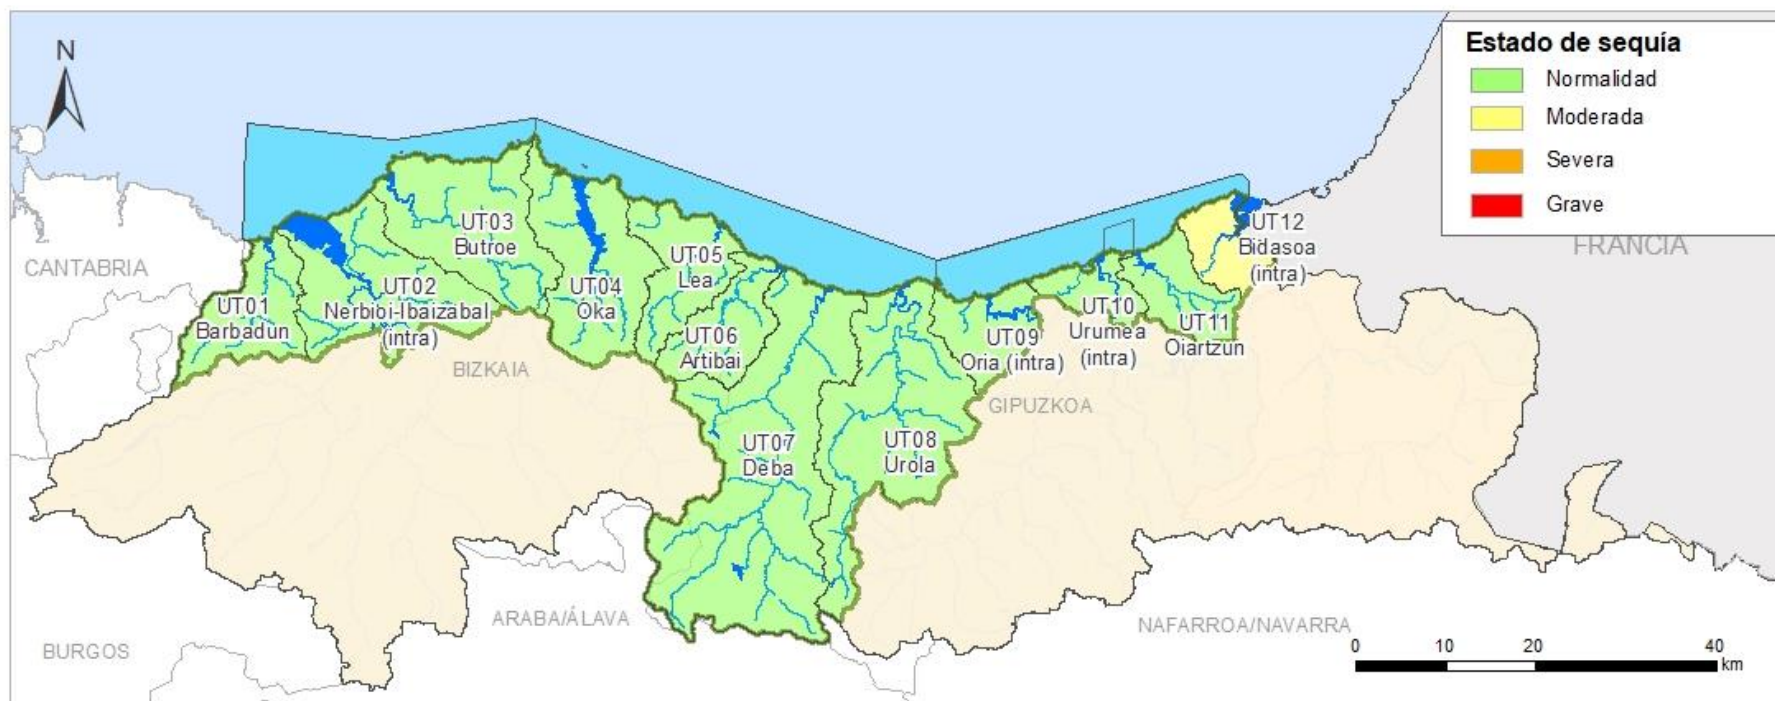 N
Estado de sequía
Normalidad
Moderada
Severa
Grave
FRANCIA
CANTABRIA
UT01
Barbadun
UT02
Nerbioi-Ibaizabal
(intra)
UT03
Butroe
UT04
Oka
UT05
Lea
UT06
Artibai
UT07
Deba
UT08
Urola
UT09
Oria (intra)
UT10
Urumea
(intra)
UT11
Oiartzun
UT12
Bidasoa
(intra)
BIZKAIA
GIPUZKOA
ARABA/ÁLAVA
NAFARROA/NAVARRA
BURGOS
0 10 20 40
km